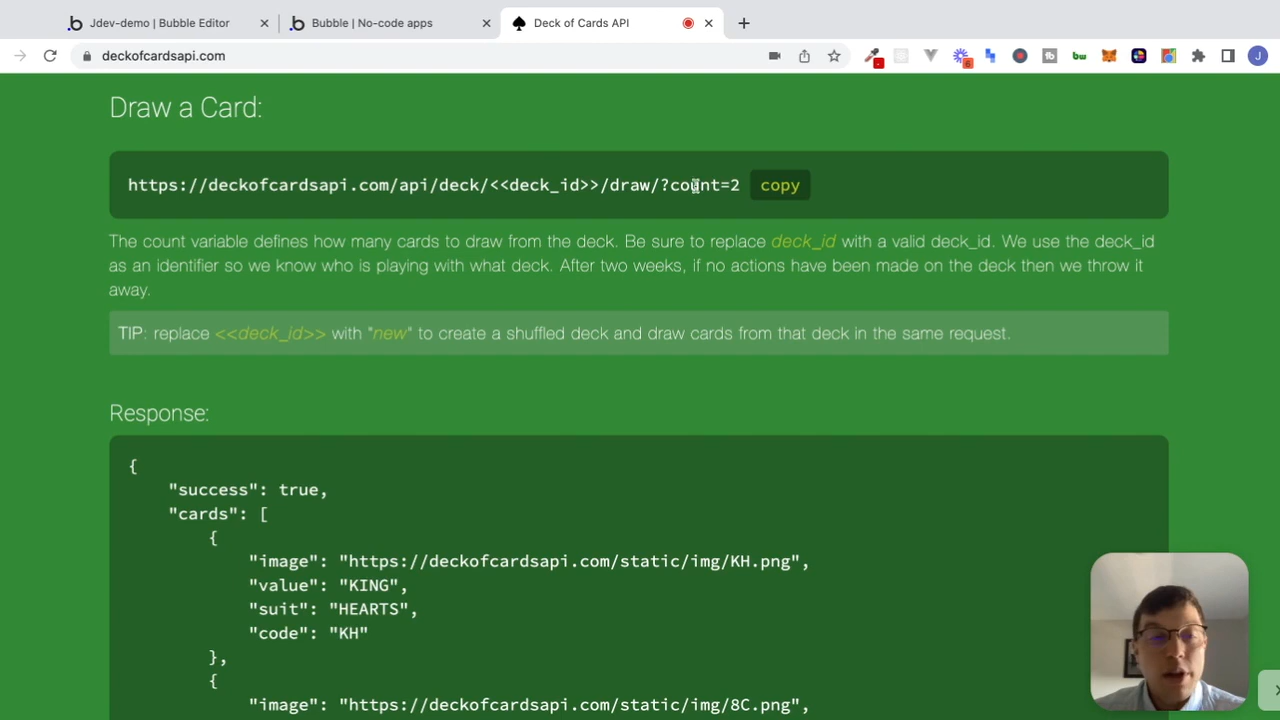 Jdev-demo | Bubble Editor
Bubble | No-code apps
Deck of Cards API
deckofcardsapi.com
Draw a Card:
https://deckofcardsapi.com/api/deck/<<deck_id>>/draw/?count=2
copy
The count variable defines how many cards to draw from the deck. Be sure to replace deck_id with a valid deck_id. We use the deck_id
as an identifier so we know who is playing with what deck. After two weeks, if no actions have been made on the deck then we throw it
away.
TIP: replace <<deck_id>> with "new" to create a shuffled deck and draw cards from that deck in the same request.
Response:
{
"success": true,
"cards": [
{
"image": "https://deckofcardsapi.com/static/img/KH.png",
"value": "KING",
"suit": "HEARTS",
"code": "KH"
},
{
"image": "https://deckofcardsapi.com/static/img/8C.png",